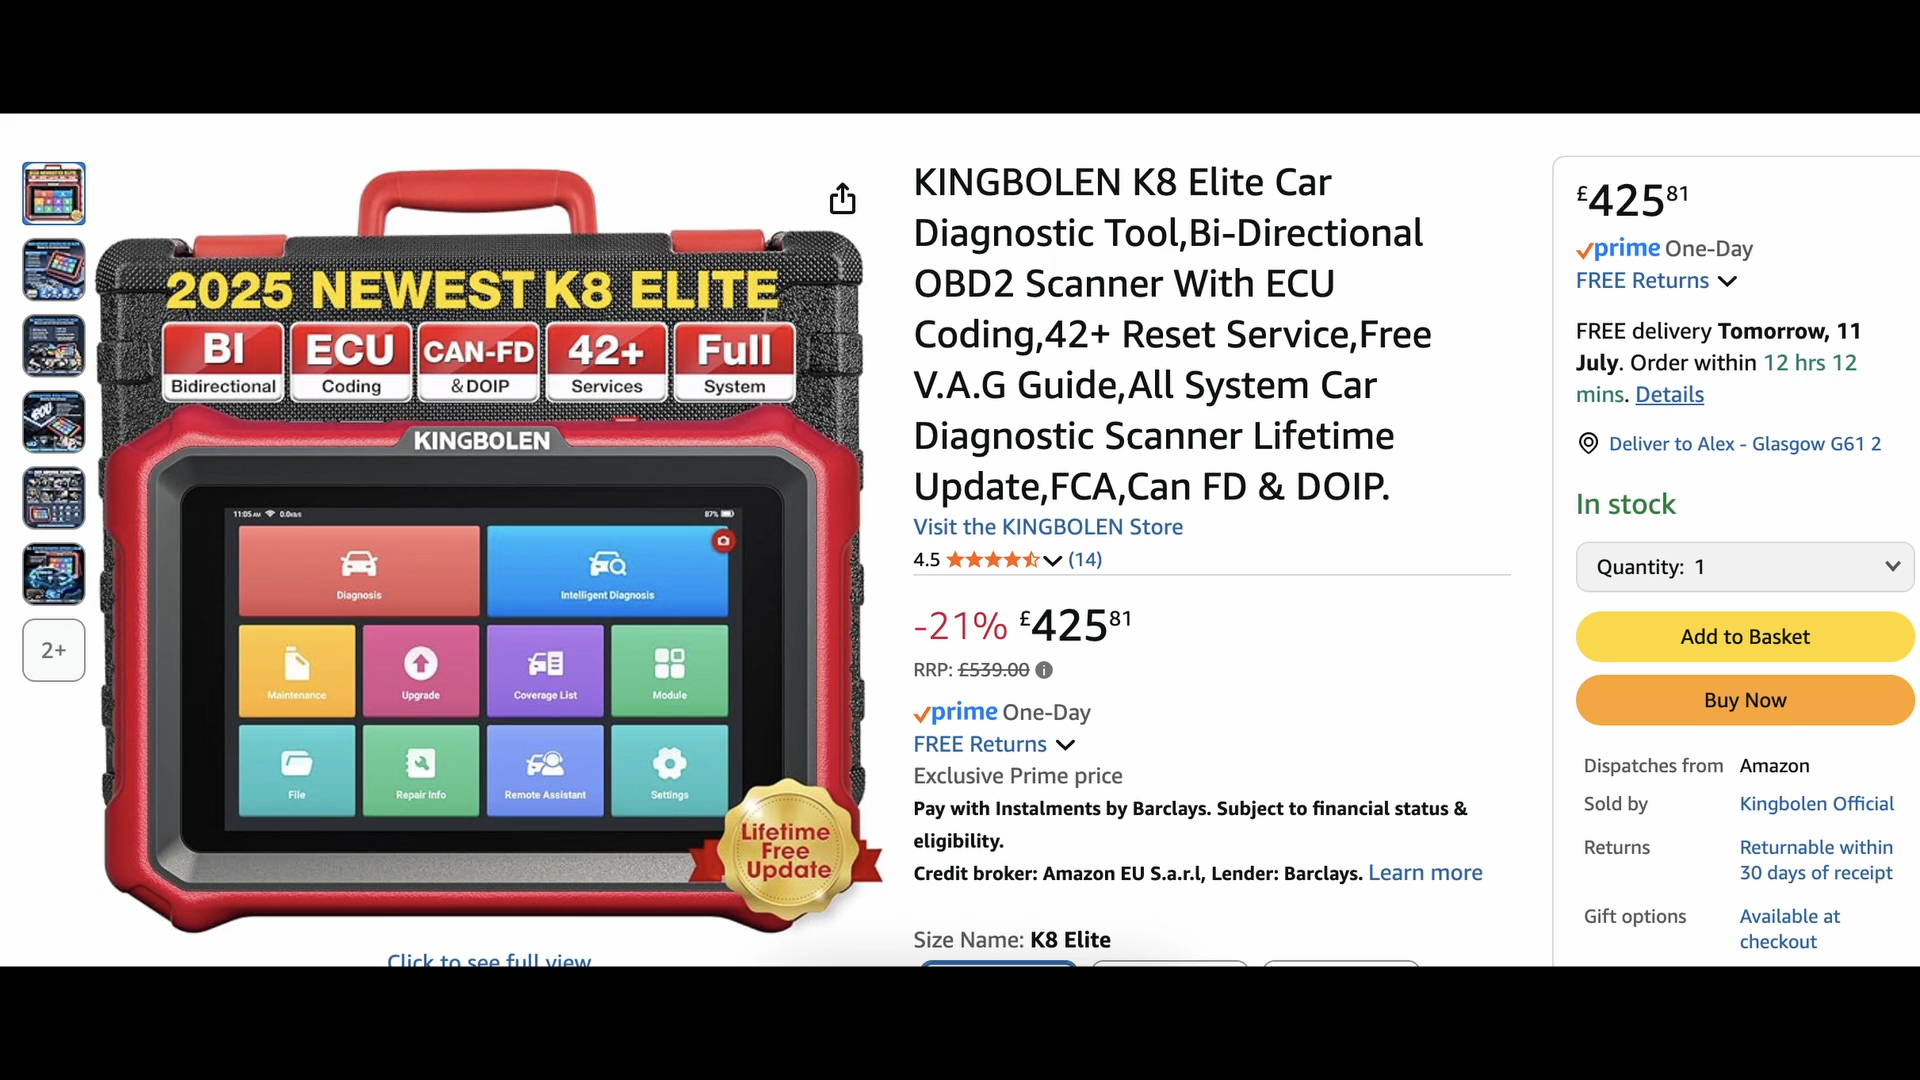 2025 NEWEST K8 ELITE
BI ECU CAN-FD 42+ Full
Bidirectional Coding & DOIP Services System
KINGBOLEN
11:05 AM 87%
Diagnosis Intelligent Diagnosis
Maintenance Upgrade Coverage List Module
File Repair Info Remote Assistant Settings
Lifetime
Free
Update
2+
Click to see full view
KINGBOLEN K8 Elite Car
Diagnostic Tool,Bi-Directional
OBD2 Scanner With ECU
Coding,42+ Reset Service,Free
V.A.G Guide,All System Car
Diagnostic Scanner Lifetime
Update,FCA,Can FD & DOIP.
Visit the KINGBOLEN Store
4.5 (14)
-21% £42581
RRP: £539.00
prime One-Day
FREE Returns
Exclusive Prime price
Pay with Instalments by Barclays. Subject to financial status &
eligibility.
Credit broker: Amazon EU S.a.r.l, Lender: Barclays. Learn more
Size Name: K8 Elite
£42581
prime One-Day
FREE Returns
FREE delivery Tomorrow, 11
July. Order within 12 hrs 12
mins. Details
Deliver to Alex - Glasgow G61 2
In stock
Quantity: 1
Add to Basket
Buy Now
Dispatches from Amazon
Sold by Kingbolen Official
Returns Returnable within
30 days of receipt
Gift options Available at
checkout